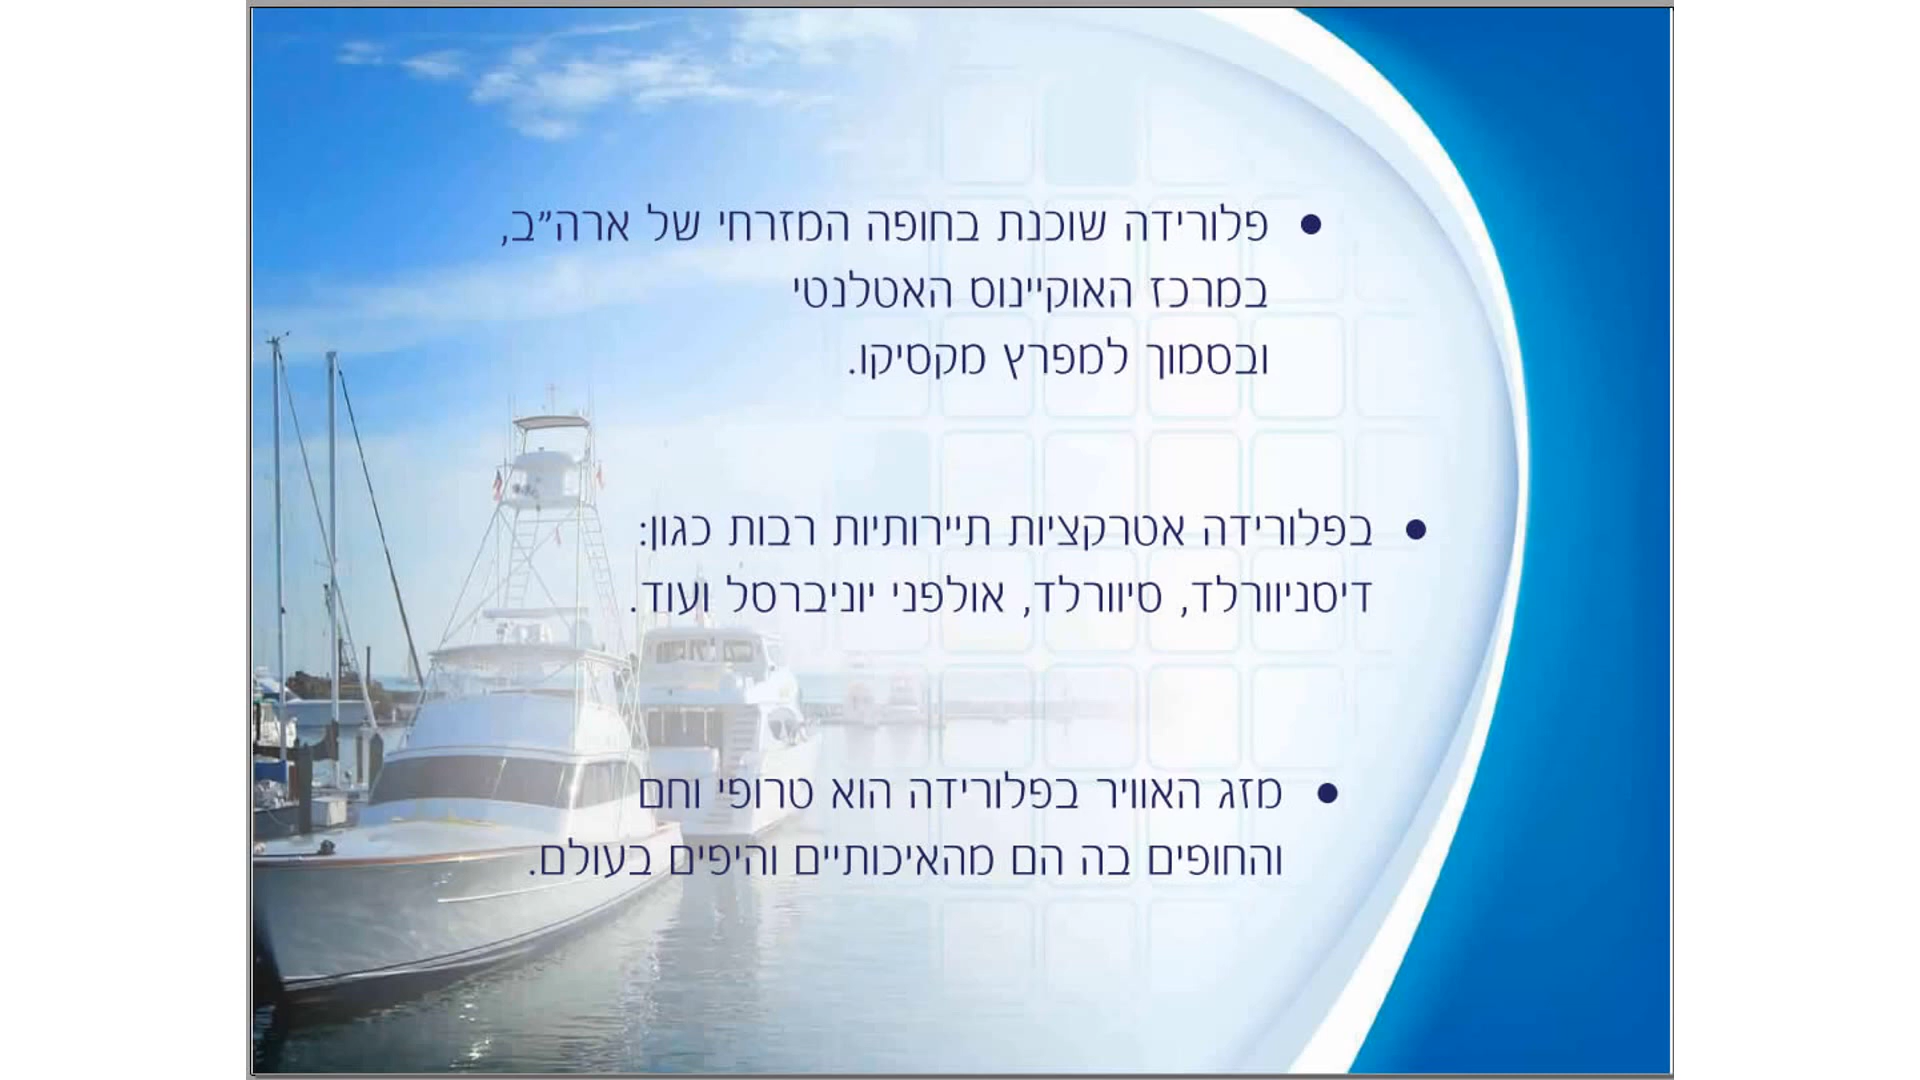 • פלורידה שוכנת בחופה המזרחי של ארה״ב,
במרכז האוקיינוס האטלנטי
ובסמוך למפרץ מקסיקו.
• בפלורידה אטרקציות תיירותיות רבות כגון:
דיסניוורלד, סיוורלד, אולפני יוניברסל ועוד.
• מזג האוויר בפלורידה הוא טרופי וחם
והחופים בה הם מהאיכותיים והיפים בעולם.